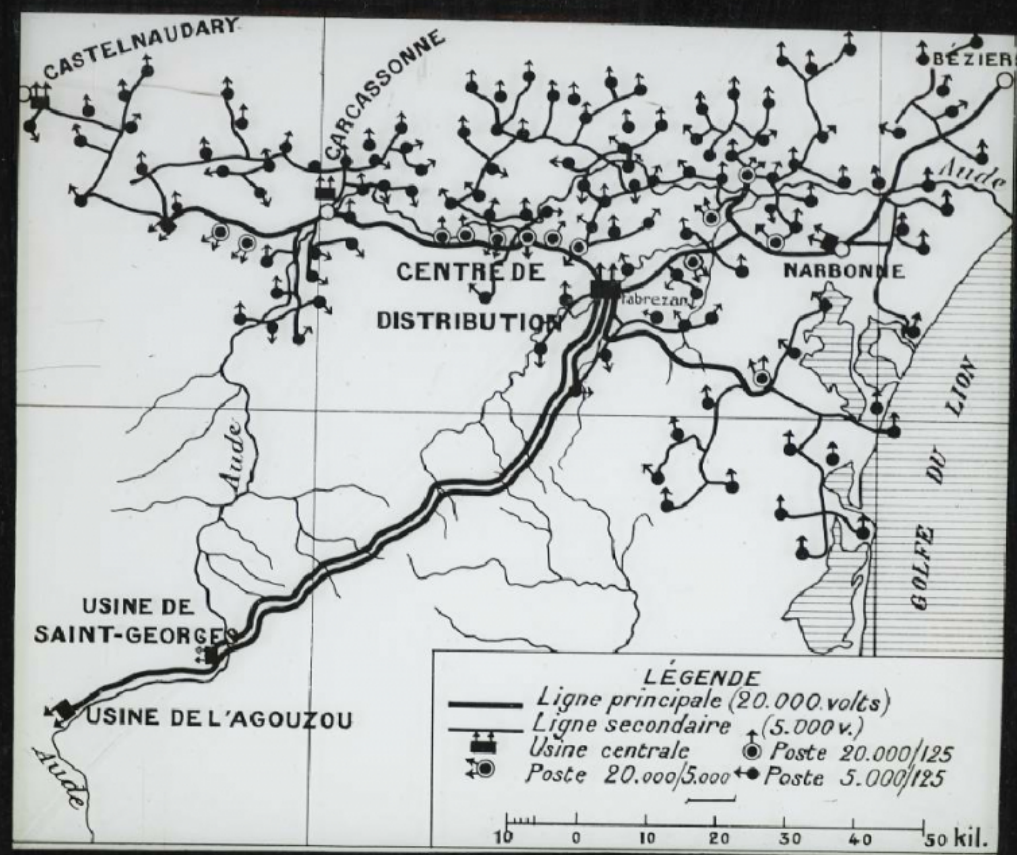 CASTELNAUDARY
CARCASSONNE
BÉZIERS
Aude
CENTRE DE
DISTRIBUTION
fabrezan
NARBONNE
Aude
GOLFE DU LION
USINE DE
SAINT-GEORGES
USINE DE L'AGOUZOU
Aude
LÉGENDE
Ligne principale (20.000 volts)
Ligne secondaire (5.000 v.)
Usine centrale
Poste 20.000/125
Poste 20.000/5.000
Poste 5.000/125
10 0 10 20 30 40 50 kil.